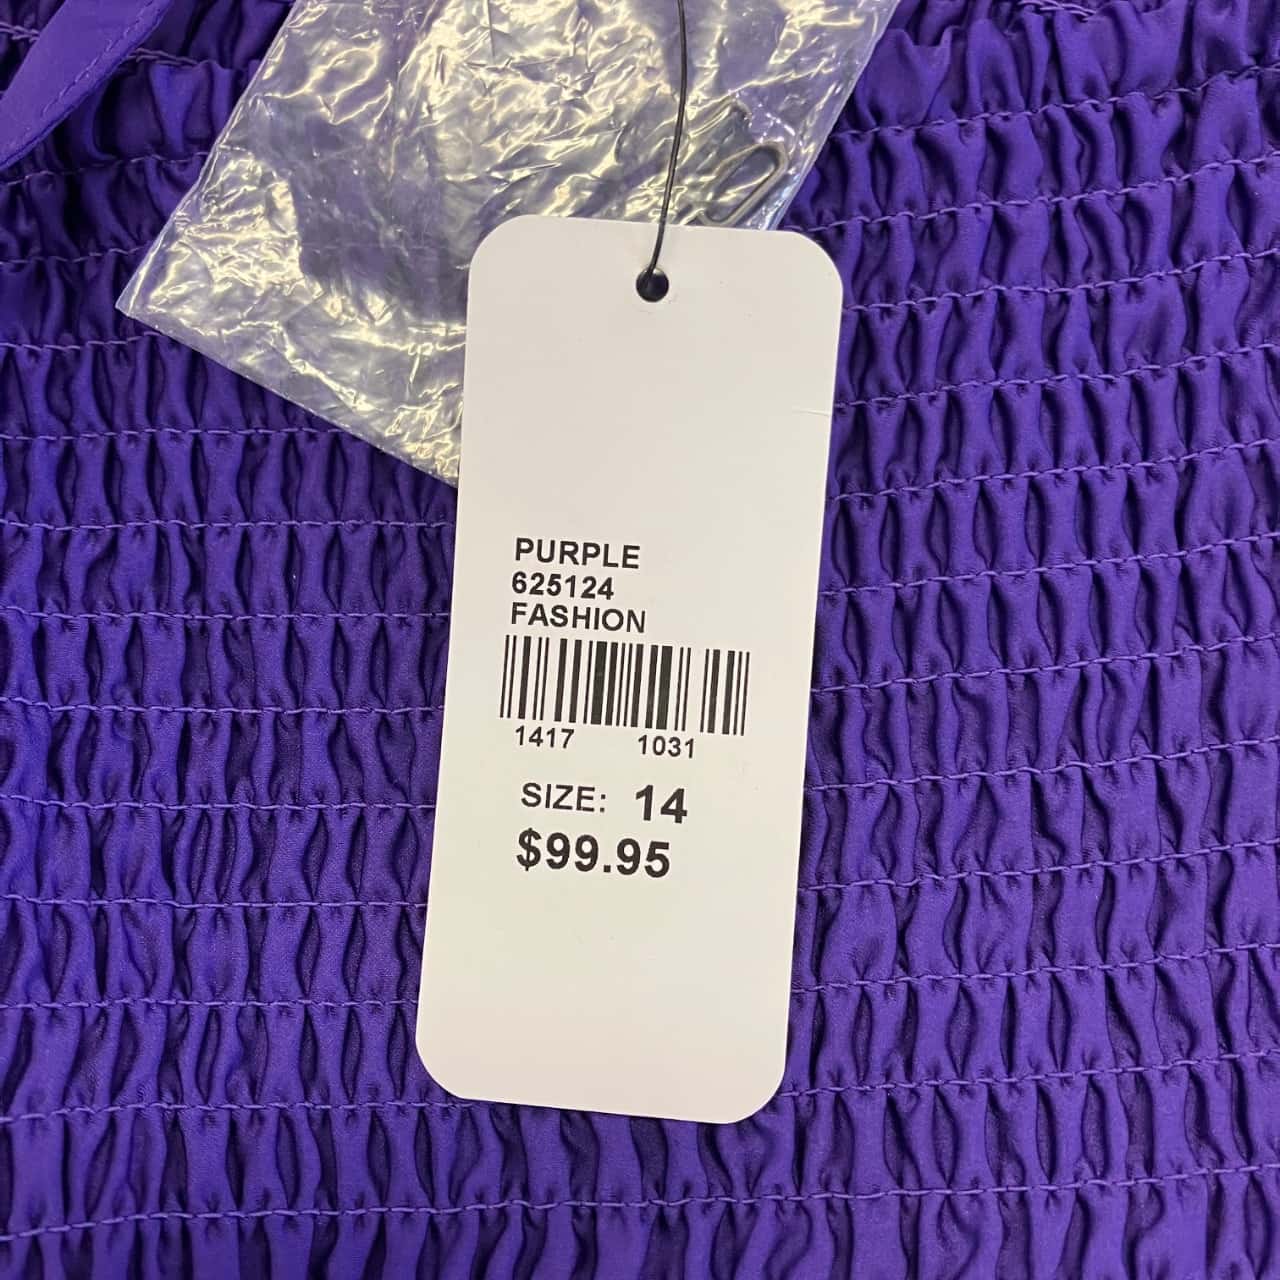 PURPLE
625124
FASHION
1417 1031
SIZE: 14
$99.95